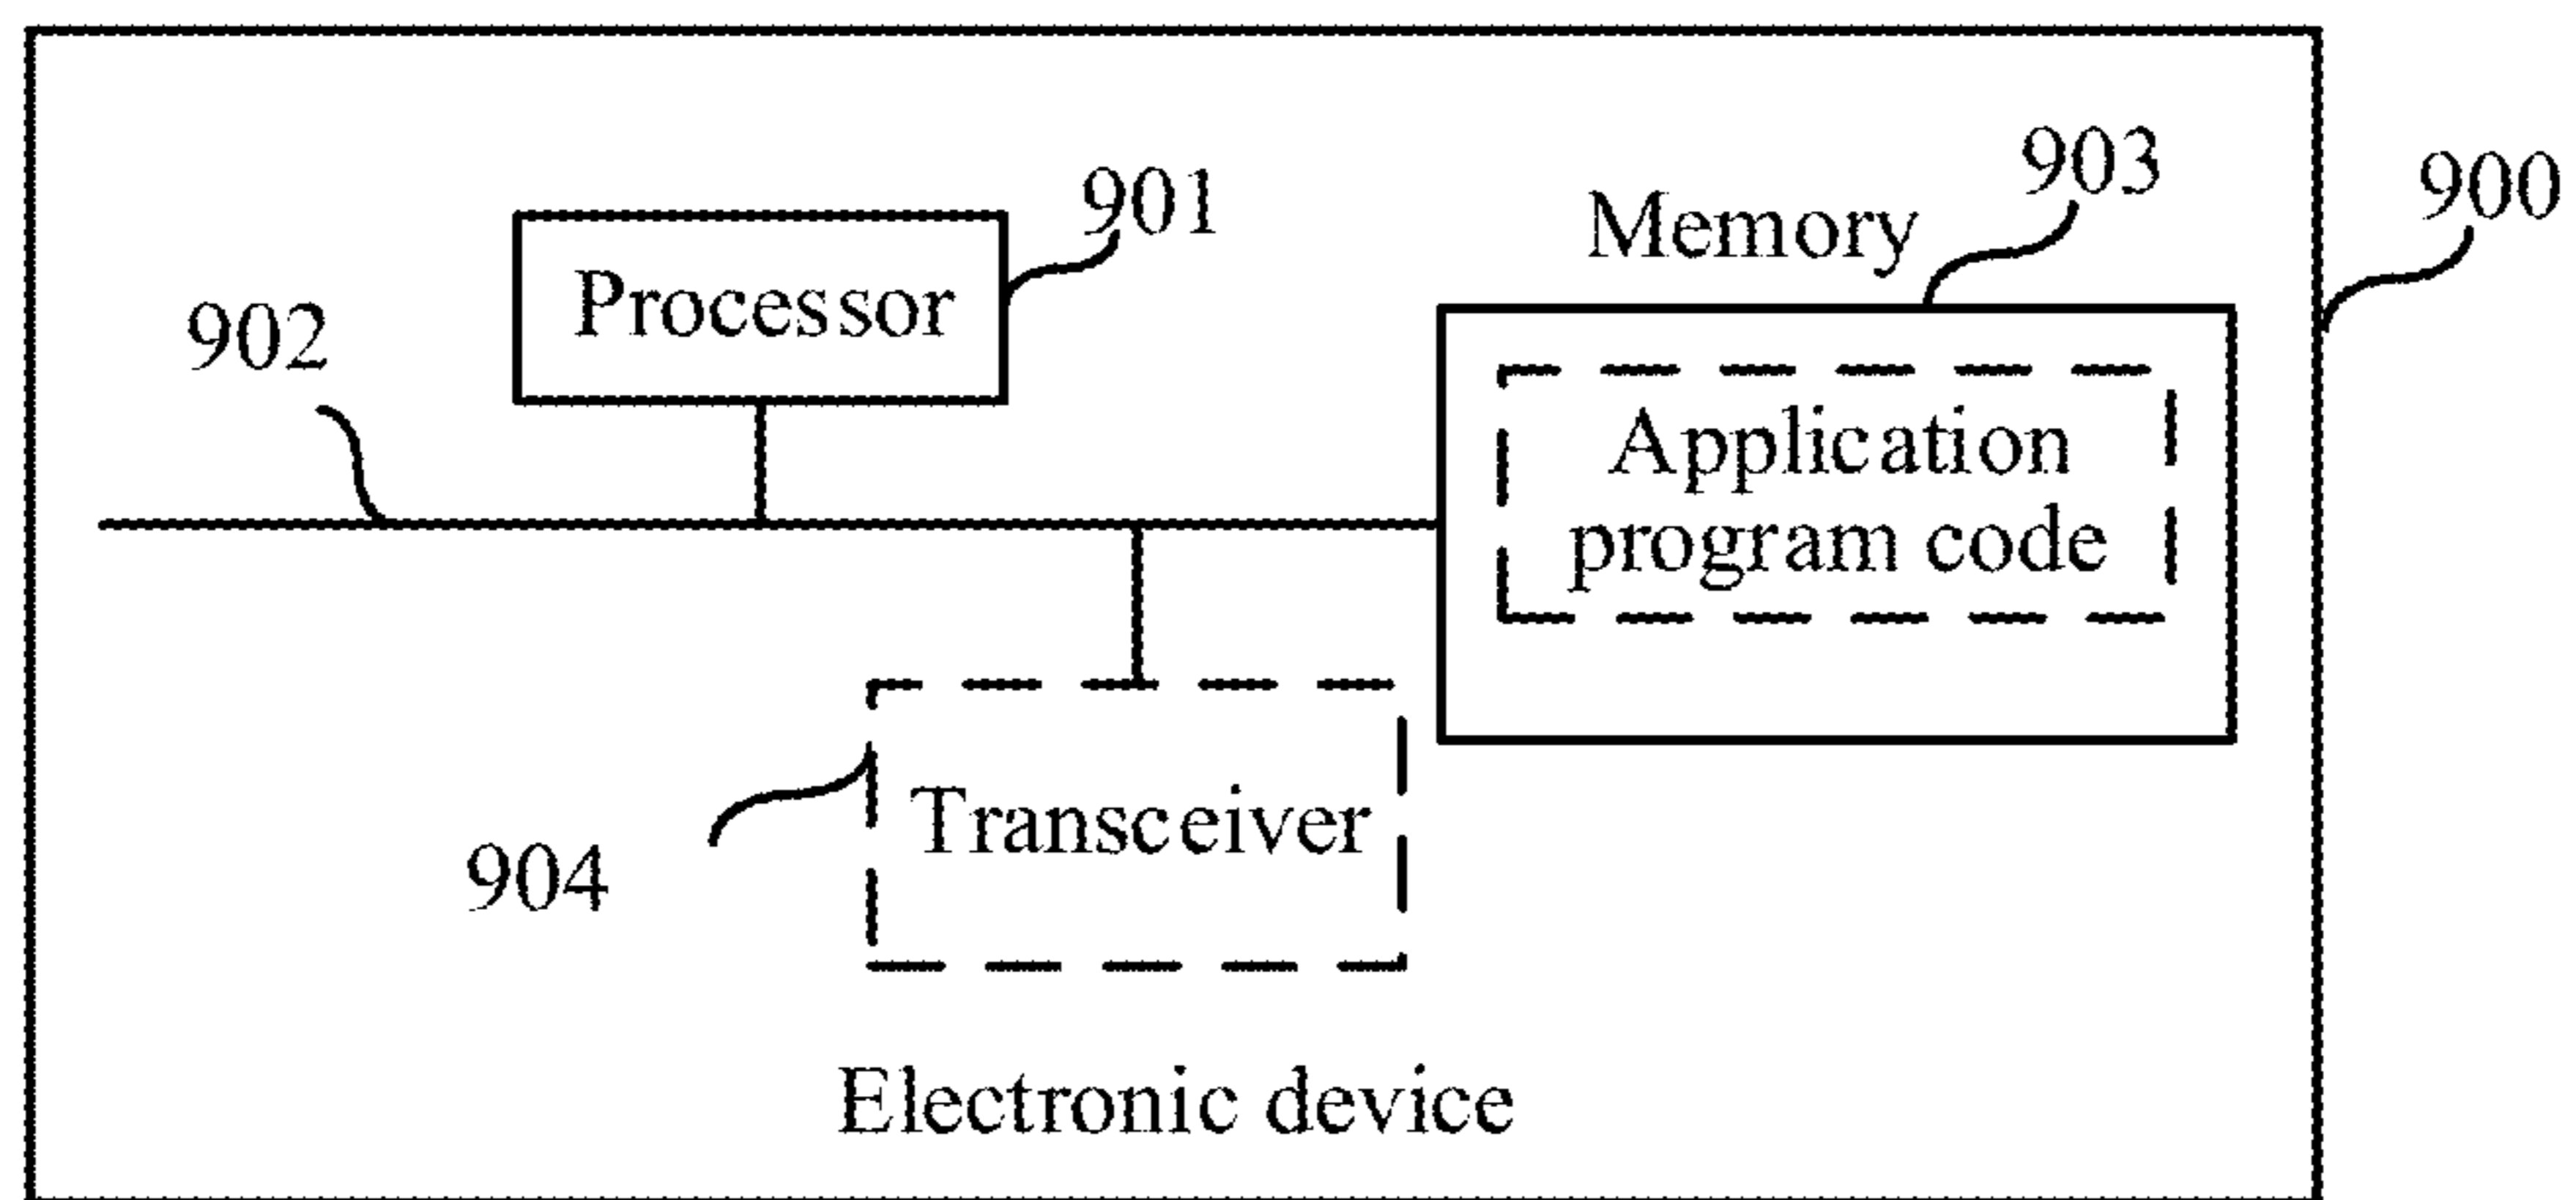 903
900
901
Memory
Processor
902
Application
program code
Transceiver
904
Electronic device